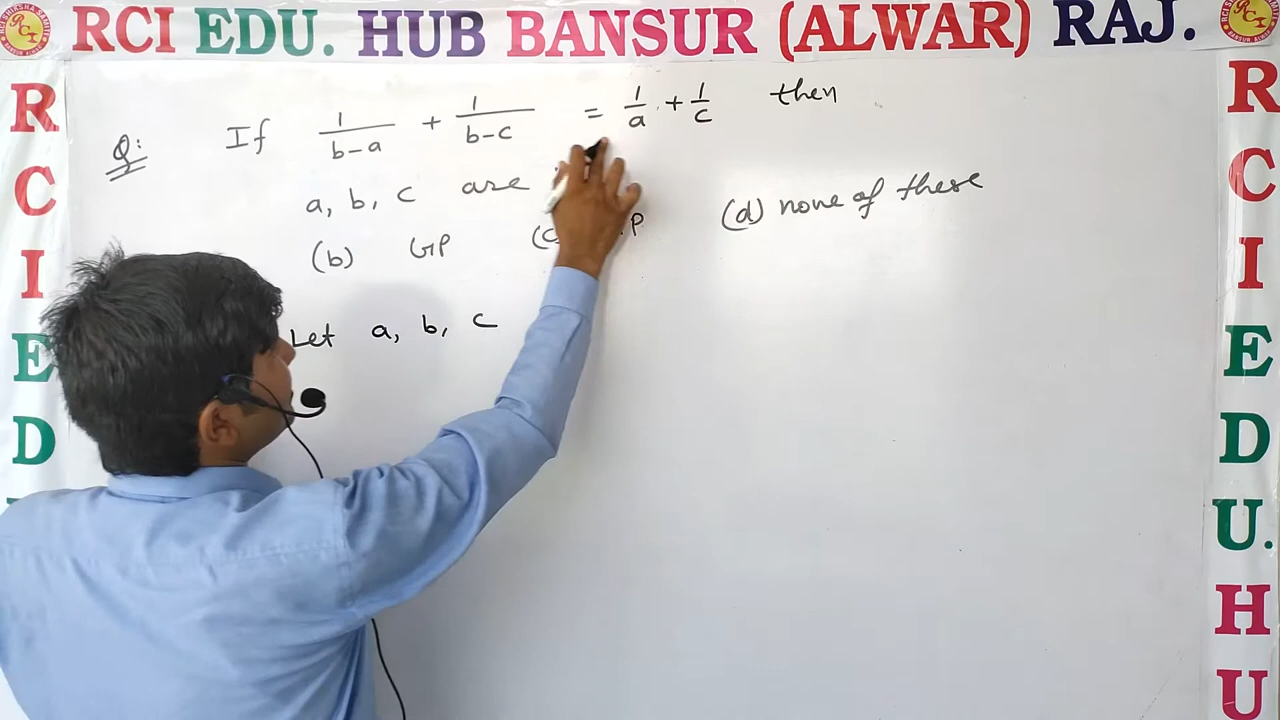 RCI EDU. HUB BANSUR (ALWAR) RAJ.
Q: If 1/(b-a) + 1/(b-c) = 1/a + 1/c then
a, b, c are
(b) GP (c) P (d) none of these
Let a, b, c
R
C
I
E
D
R
C
I
E
D
U.
H
U